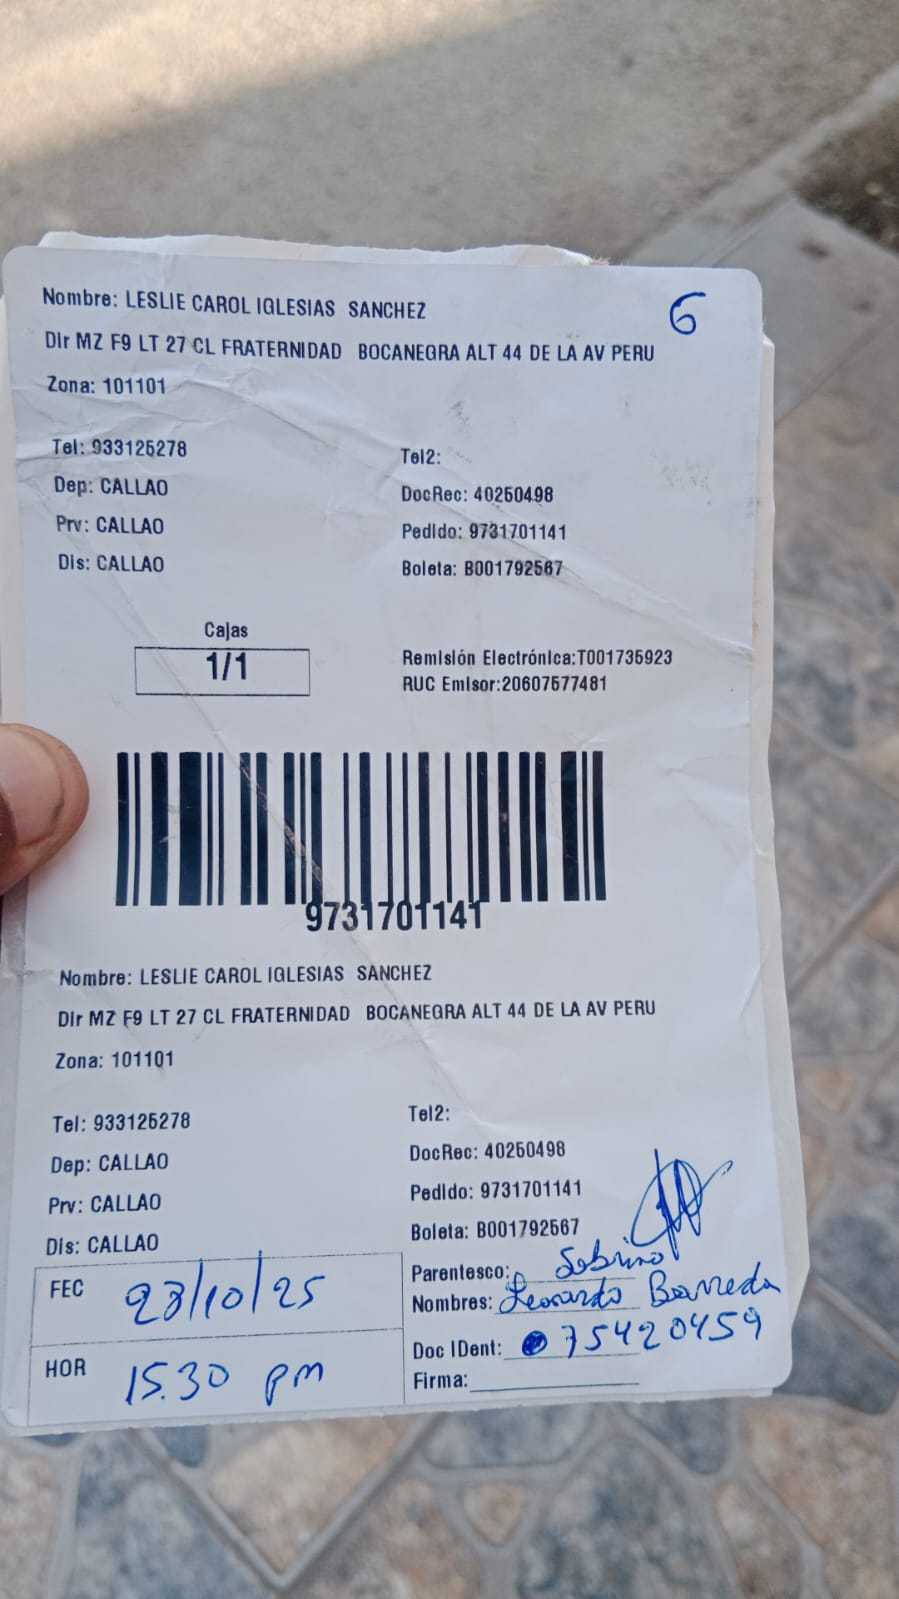 Nombre: LESLIE CAROL IGLESIAS SANCHEZ
6
Dir MZ F9 LT 27 CL FRATERNIDAD BOCANEGRA ALT 44 DE LA AV PERU
Zona: 101101
Tel: 933125278
Tel2:
Dep: CALLAO
DocRec: 40250498
Prv: CALLAO
Pedido: 9731701141
Dis: CALLAO
Boleta: B001792567
Cajas
1/1
Remisión Electrónica:T001735923
RUC Emisor:20607577481
9731701141
Nombre: LESLIE CAROL IGLESIAS SANCHEZ
Dir MZ F9 LT 27 CL FRATERNIDAD BOCANEGRA ALT 44 DE LA AV PERU
Zona: 101101
Tel: 933125278
Tel2:
Dep: CALLAO
DocRec: 40250498
Prv: CALLAO
Pedido: 9731701141
Dis: CALLAO
Boleta: B001792567
FEC 23/10/25
Parentesco: Sobrino
Nombres: Leonardo Barreda
HOR 15.30 pm
Doc IDent: 75420459
Firma: